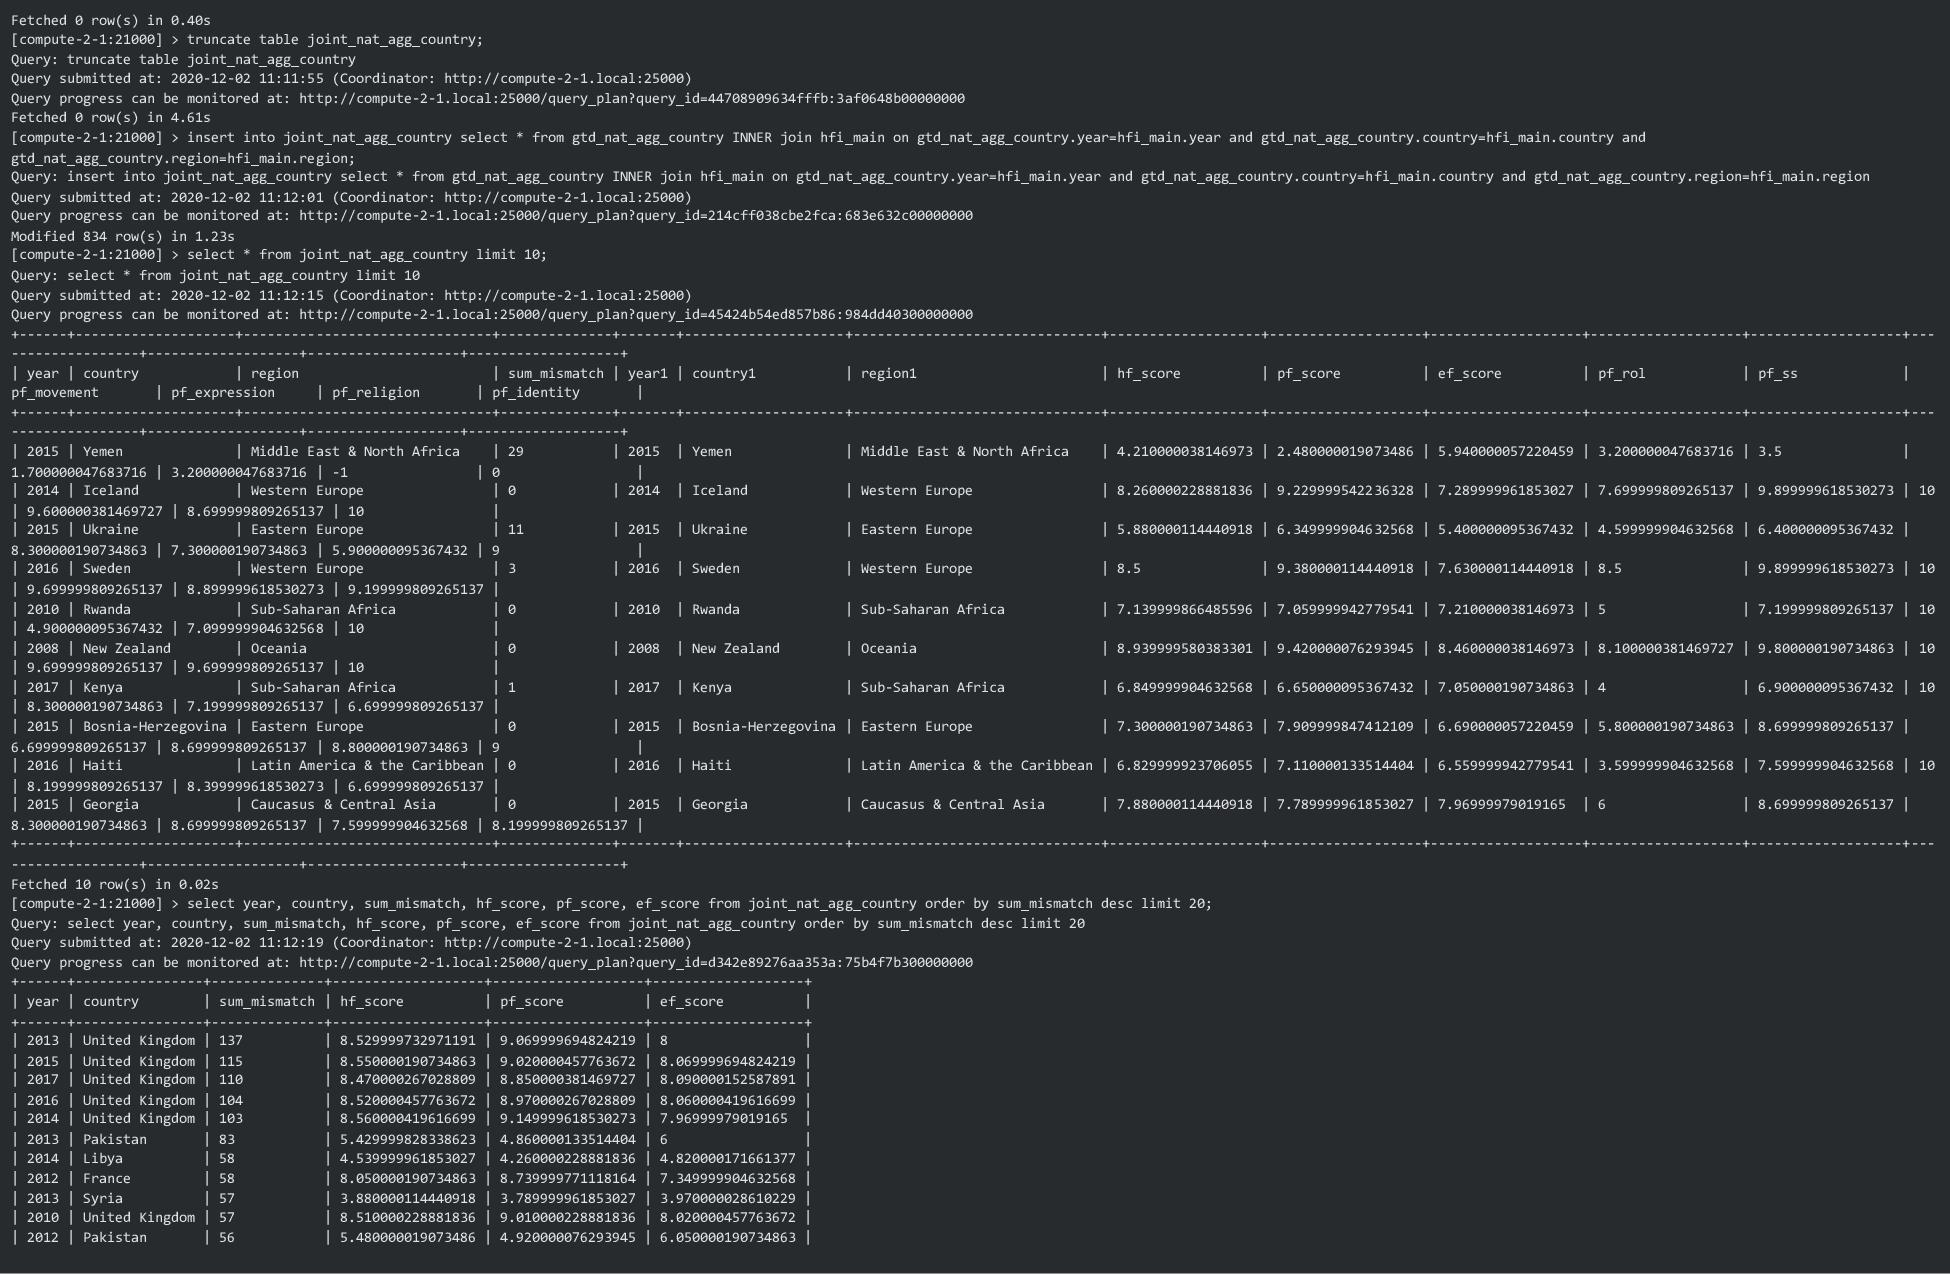 Fetched 0 row(s) in 0.40s
[compute-2-1:21000] > truncate table joint_nat_agg_country;
Query: truncate table joint_nat_agg_country
Query submitted at: 2020-12-02 11:11:55 (Coordinator: http://compute-2-1.local:25000)
Query progress can be monitored at: http://compute-2-1.local:25000/query_plan?query_id=44708909634fffb:3af0648b00000000
Fetched 0 row(s) in 4.61s
[compute-2-1:21000] > insert into joint_nat_agg_country select * from gtd_nat_agg_country INNER join hfi_main on gtd_nat_agg_country.year=hfi_main.year and gtd_nat_agg_country.country=hfi_main.country and
gtd_nat_agg_country.region=hfi_main.region;
Query: insert into joint_nat_agg_country select * from gtd_nat_agg_country INNER join hfi_main on gtd_nat_agg_country.year=hfi_main.year and gtd_nat_agg_country.country=hfi_main.country and gtd_nat_agg_country.region=hfi_main.region
Query submitted at: 2020-12-02 11:12:01 (Coordinator: http://compute-2-1.local:25000)
Query progress can be monitored at: http://compute-2-1.local:25000/query_plan?query_id=214cff038cbe2fca:683e632c00000000
Modified 834 row(s) in 1.23s
[compute-2-1:21000] > select * from joint_nat_agg_country limit 10;
Query: select * from joint_nat_agg_country limit 10
Query submitted at: 2020-12-02 11:12:15 (Coordinator: http://compute-2-1.local:25000)
Query progress can be monitored at: http://compute-2-1.local:25000/query_plan?query_id=45424b54ed857b86:984dd40300000000
+------+--------------------+-------------------------------+--------------+-------+--------------------+-------------------------------+-------------------+-------------------+-------------------+-------------------+-------------------+---
----------------+-------------------+-------------------+-------------------+
| year | country | region | sum_mismatch | year1 | country1 | region1 | hf_score | pf_score | ef_score | pf_rol | pf_ss |
pf_movement | pf_expression | pf_religion | pf_identity |
+------+--------------------+-------------------------------+--------------+-------+--------------------+-------------------------------+-------------------+-------------------+-------------------+-------------------+-------------------+---
----------------+-------------------+-------------------+-------------------+
| 2015 | Yemen | Middle East & North Africa | 29 | 2015 | Yemen | Middle East & North Africa | 4.210000038146973 | 2.480000019073486 | 5.940000057220459 | 3.200000047683716 | 3.5 |
1.700000047683716 | 3.200000047683716 | -1 | 0 |
| 2014 | Iceland | Western Europe | 0 | 2014 | Iceland | Western Europe | 8.260000228881836 | 9.229999542236328 | 7.289999961853027 | 7.699999809265137 | 9.899999618530273 | 10
| 9.600000381469727 | 8.699999809265137 | 10 |
| 2015 | Ukraine | Eastern Europe | 11 | 2015 | Ukraine | Eastern Europe | 5.880000114440918 | 6.349999904632568 | 5.400000095367432 | 4.599999904632568 | 6.400000095367432 |
8.300000190734863 | 7.300000190734863 | 5.900000095367432 | 9 |
| 2016 | Sweden | Western Europe | 3 | 2016 | Sweden | Western Europe | 8.5 | 9.380000114440918 | 7.630000114440918 | 8.5 | 9.899999618530273 | 10
| 9.699999809265137 | 8.899999618530273 | 9.199999809265137 |
| 2010 | Rwanda | Sub-Saharan Africa | 0 | 2010 | Rwanda | Sub-Saharan Africa | 7.139999866485596 | 7.059999942779541 | 7.210000038146973 | 5 | 7.199999809265137 | 10
| 4.900000095367432 | 7.099999904632568 | 10 |
| 2008 | New Zealand | Oceania | 0 | 2008 | New Zealand | Oceania | 8.939999580383301 | 9.420000076293945 | 8.460000038146973 | 8.100000381469727 | 9.800000190734863 | 10
| 9.699999809265137 | 9.699999809265137 | 10 |
| 2017 | Kenya | Sub-Saharan Africa | 1 | 2017 | Kenya | Sub-Saharan Africa | 6.849999904632568 | 6.650000095367432 | 7.050000190734863 | 4 | 6.900000095367432 | 10
| 8.300000190734863 | 7.199999809265137 | 6.699999809265137 |
| 2015 | Bosnia-Herzegovina | Eastern Europe | 0 | 2015 | Bosnia-Herzegovina | Eastern Europe | 7.300000190734863 | 7.909999847412109 | 6.690000057220459 | 5.800000190734863 | 8.699999809265137 |
6.699999809265137 | 8.699999809265137 | 8.800000190734863 | 9 |
| 2016 | Haiti | Latin America & the Caribbean | 0 | 2016 | Haiti | Latin America & the Caribbean | 6.829999923706055 | 7.110000133514404 | 6.559999942779541 | 3.599999904632568 | 7.599999904632568 | 10
| 8.199999809265137 | 8.399999618530273 | 6.699999809265137 |
| 2015 | Georgia | Caucasus & Central Asia | 0 | 2015 | Georgia | Caucasus & Central Asia | 7.880000114440918 | 7.789999961853027 | 7.96999979019165 | 6 | 8.699999809265137 |
8.300000190734863 | 8.699999809265137 | 7.599999904632568 | 8.199999809265137 |
+------+--------------------+-------------------------------+--------------+-------+--------------------+-------------------------------+-------------------+-------------------+-------------------+-------------------+-------------------+---
----------------+-------------------+-------------------+-------------------+
Fetched 10 row(s) in 0.02s
[compute-2-1:21000] > select year, country, sum_mismatch, hf_score, pf_score, ef_score from joint_nat_agg_country order by sum_mismatch desc limit 20;
Query: select year, country, sum_mismatch, hf_score, pf_score, ef_score from joint_nat_agg_country order by sum_mismatch desc limit 20
Query submitted at: 2020-12-02 11:12:19 (Coordinator: http://compute-2-1.local:25000)
Query progress can be monitored at: http://compute-2-1.local:25000/query_plan?query_id=d342e89276aa353a:75b4f7b300000000
+------+----------------+--------------+-------------------+-------------------+-------------------+
| year | country | sum_mismatch | hf_score | pf_score | ef_score |
+------+----------------+--------------+-------------------+-------------------+-------------------+
| 2013 | United Kingdom | 137 | 8.529999732971191 | 9.069999694824219 | 8 |
| 2015 | United Kingdom | 115 | 8.550000190734863 | 9.020000457763672 | 8.069999694824219 |
| 2017 | United Kingdom | 110 | 8.470000267028809 | 8.850000381469727 | 8.090000152587891 |
| 2016 | United Kingdom | 104 | 8.520000457763672 | 8.970000267028809 | 8.060000419616699 |
| 2014 | United Kingdom | 103 | 8.560000419616699 | 9.149999618530273 | 7.96999979019165 |
| 2013 | Pakistan | 83 | 5.429999828338623 | 4.860000133514404 | 6 |
| 2014 | Libya | 58 | 4.539999961853027 | 4.260000228881836 | 4.820000171661377 |
| 2012 | France | 58 | 8.050000190734863 | 8.739999771118164 | 7.349999904632568 |
| 2013 | Syria | 57 | 3.880000114440918 | 3.789999961853027 | 3.970000028610229 |
| 2010 | United Kingdom | 57 | 8.510000228881836 | 9.010000228881836 | 8.020000457763672 |
| 2012 | Pakistan | 56 | 5.480000019073486 | 4.920000076293945 | 6.050000190734863 |